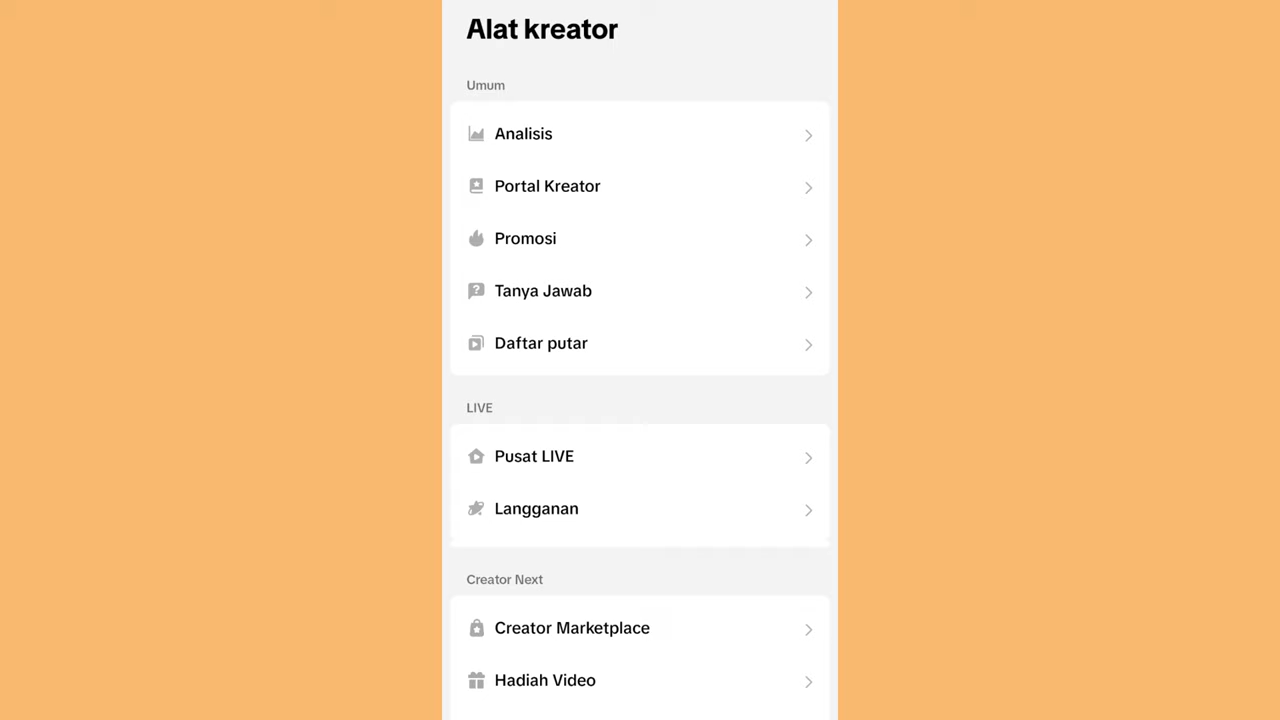 Alat kreator
Umum
Analisis
Portal Kreator
Promosi
Tanya Jawab
Daftar putar
LIVE
Pusat LIVE
Langganan
Creator Next
Creator Marketplace
Hadiah Video